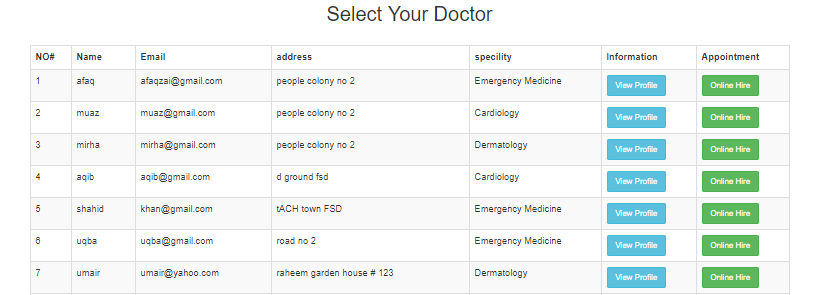 Select Your Doctor
NO# Name Email address specility Information Appointment
1 afaq afaqzai@gmail.com people colony no 2 Emergency Medicine View Profile Online Hire
2 muaz muaz@gmail.com people colony no 2 Cardiology View Profile Online Hire
3 mirha mirha@gmail.com people colony no 2 Dermatology View Profile Online Hire
4 aqib aqib@gmail.com d ground fsd Cardiology View Profile Online Hire
5 shahid khan@gmail.com tACH town FSD Emergency Medicine View Profile Online Hire
6 uqba uqba@gmail.com road no 2 Emergency Medicine View Profile Online Hire
7 umair umair@yahoo.com raheem garden house # 123 Dermatology View Profile Online Hire